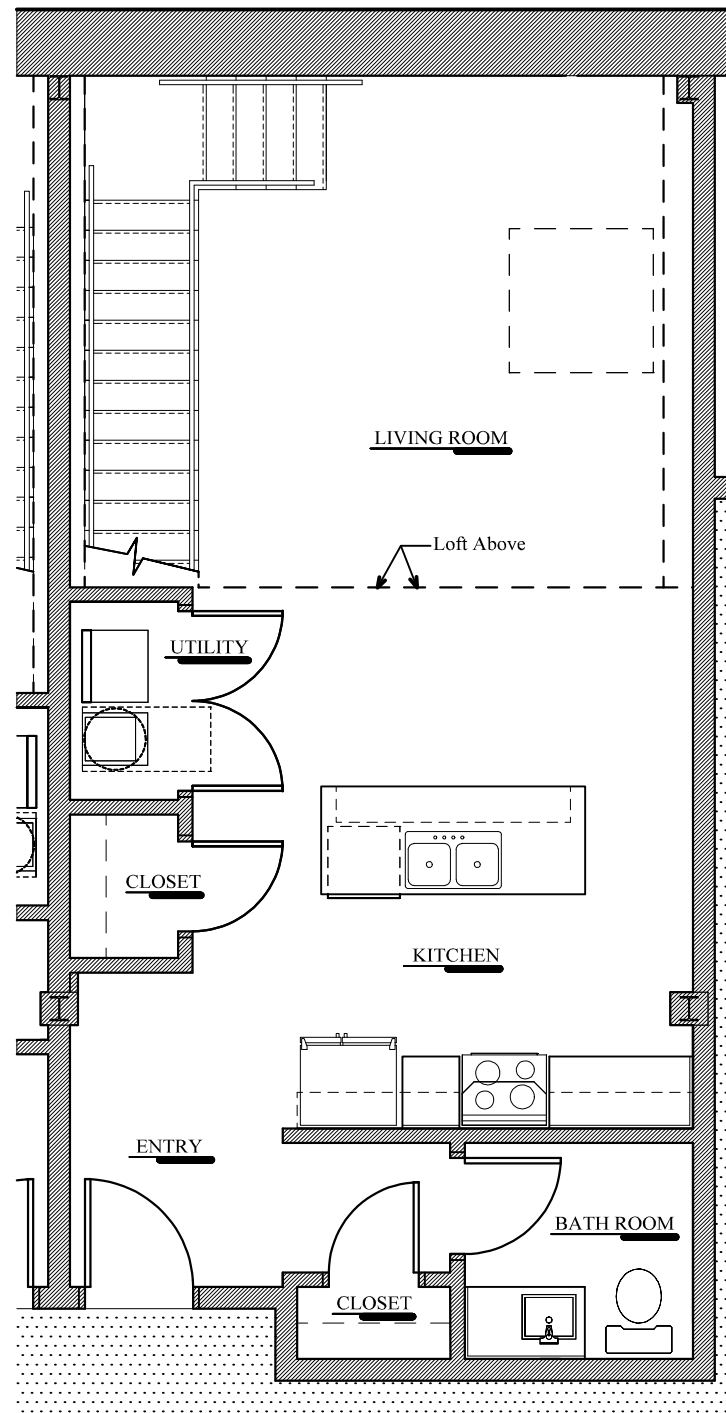 LIVING ROOM
Loft Above
UTILITY
CLOSET
KITCHEN
ENTRY
BATH ROOM
CLOSET